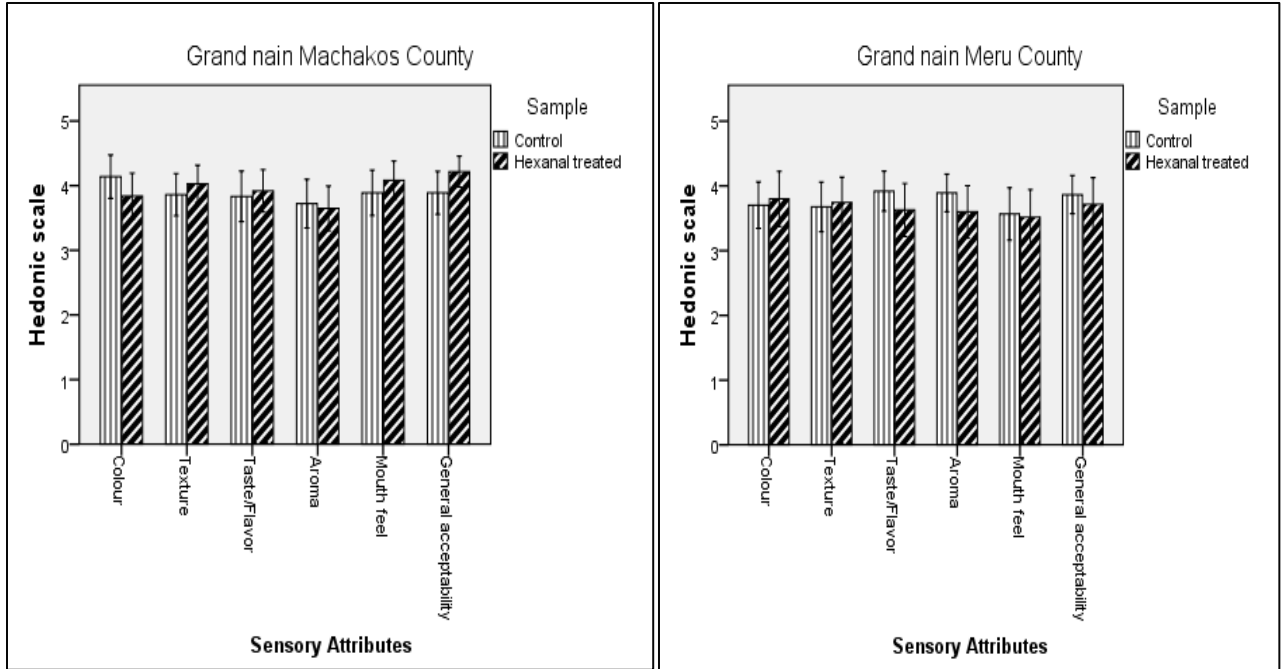 Grand nain Machakos County
Sample
Control
Hexanal treated
Hedonic scale
5
4
3
2
1
0
Colour
Texture
Taste/Flavor
Aroma
Mouth feel
General acceptability
Sensory Attributes
Grand nain Meru County
Sample
Control
Hexanal treated
Hedonic scale
5
4
3
2
1
0
Colour
Texture
Taste/Flavor
Aroma
Mouth feel
General acceptability
Sensory Attributes